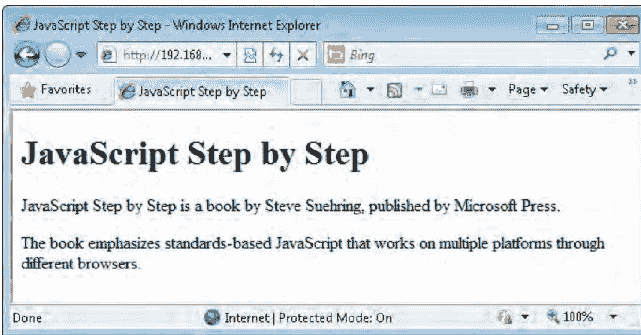 JavaScript Step by Step - Windows Internet Explorer
http://192.168... Bing
Favorites JavaScript Step by Step Page Safety »
JavaScript Step by Step
JavaScript Step by Step is a book by Steve Suehring, published by Microsoft Press.
The book emphasizes standards-based JavaScript that works on multiple platforms through
different browsers.
Done Internet | Protected Mode: On 100%